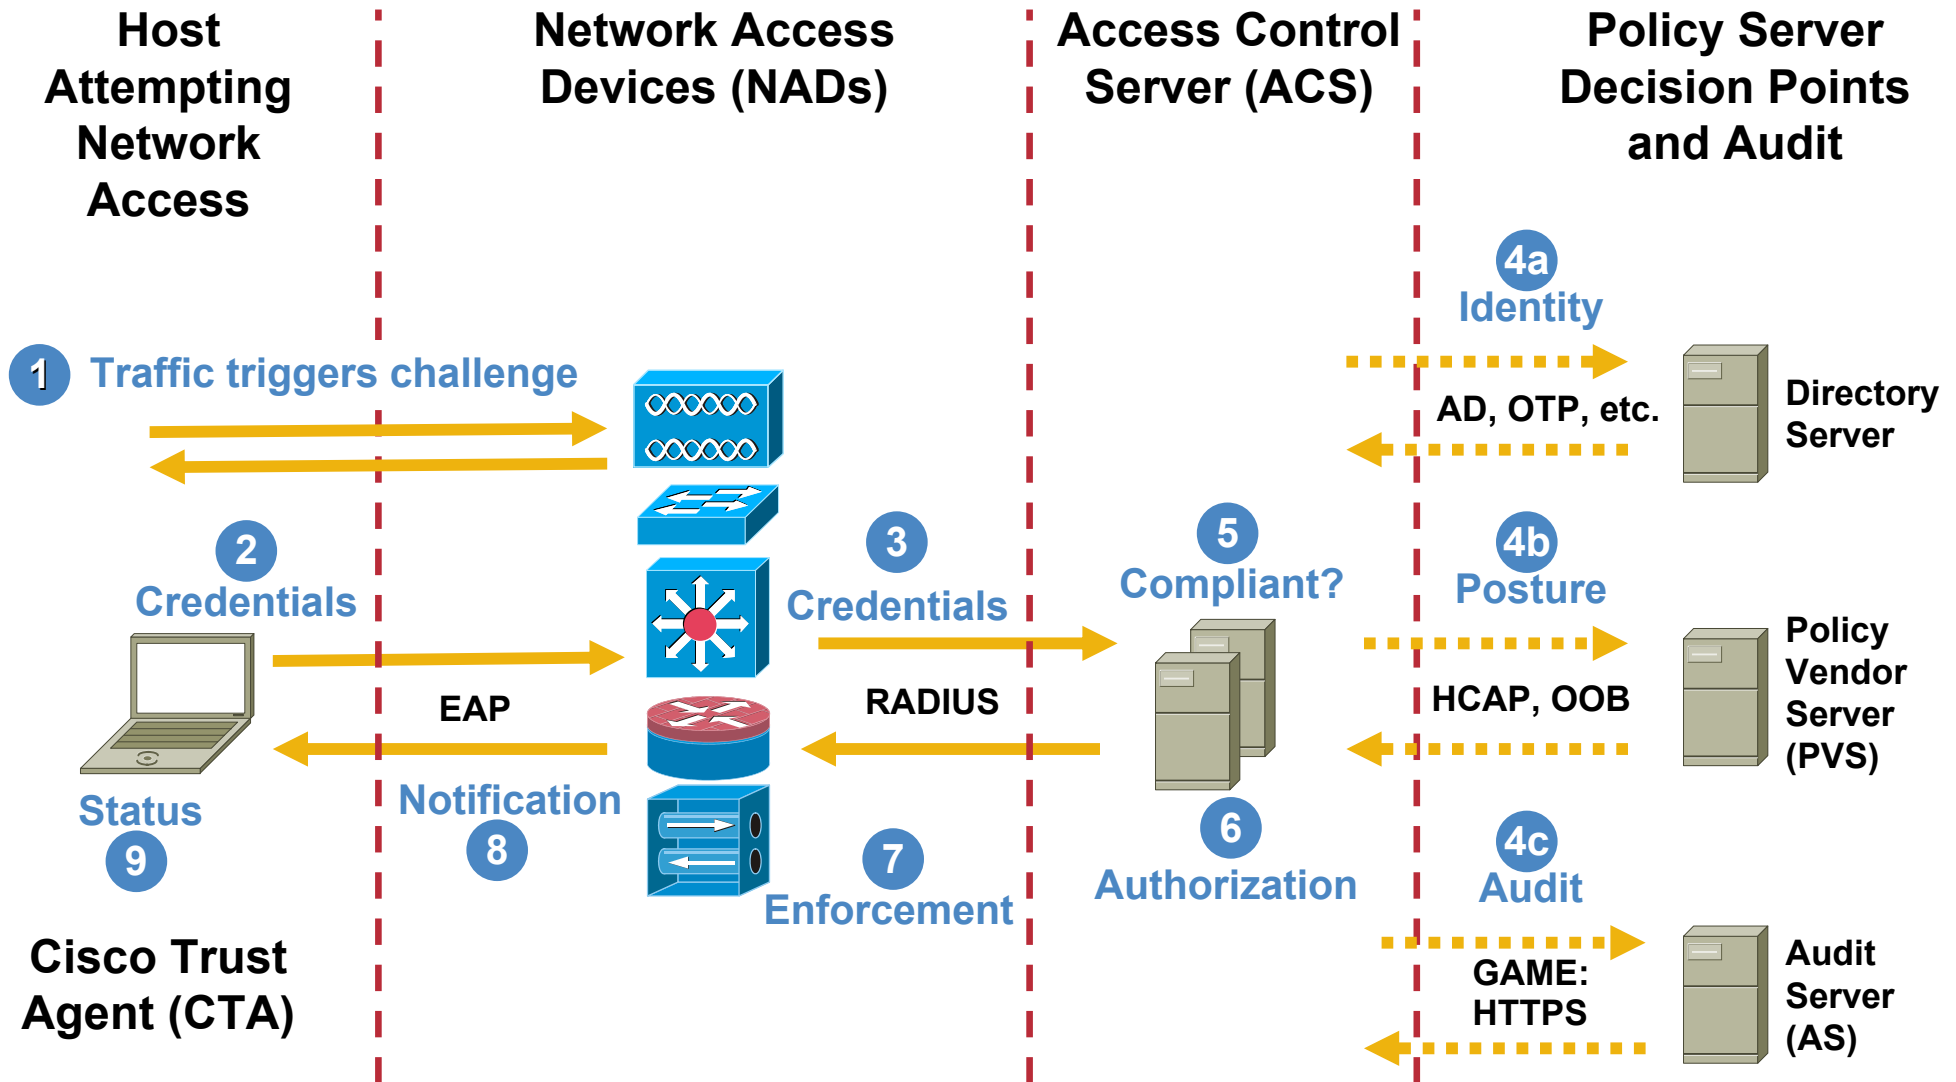 Host
Attempting
Network
Access
Network Access
Devices (NADs)
Access Control
Server (ACS)
Policy Server
Decision Points
and Audit
4a
Identity
1 Traffic triggers challenge
AD, OTP, etc.
Directory
Server
2
Credentials
3
Credentials
5
Compliant?
4b
Posture
EAP
RADIUS
HCAP, OOB
Policy
Vendor
Server
(PVS)
Status
9
Notification
8
7
Enforcement
6
Authorization
4c
Audit
Cisco Trust
Agent (CTA)
GAME:
HTTPS
Audit
Server
(AS)